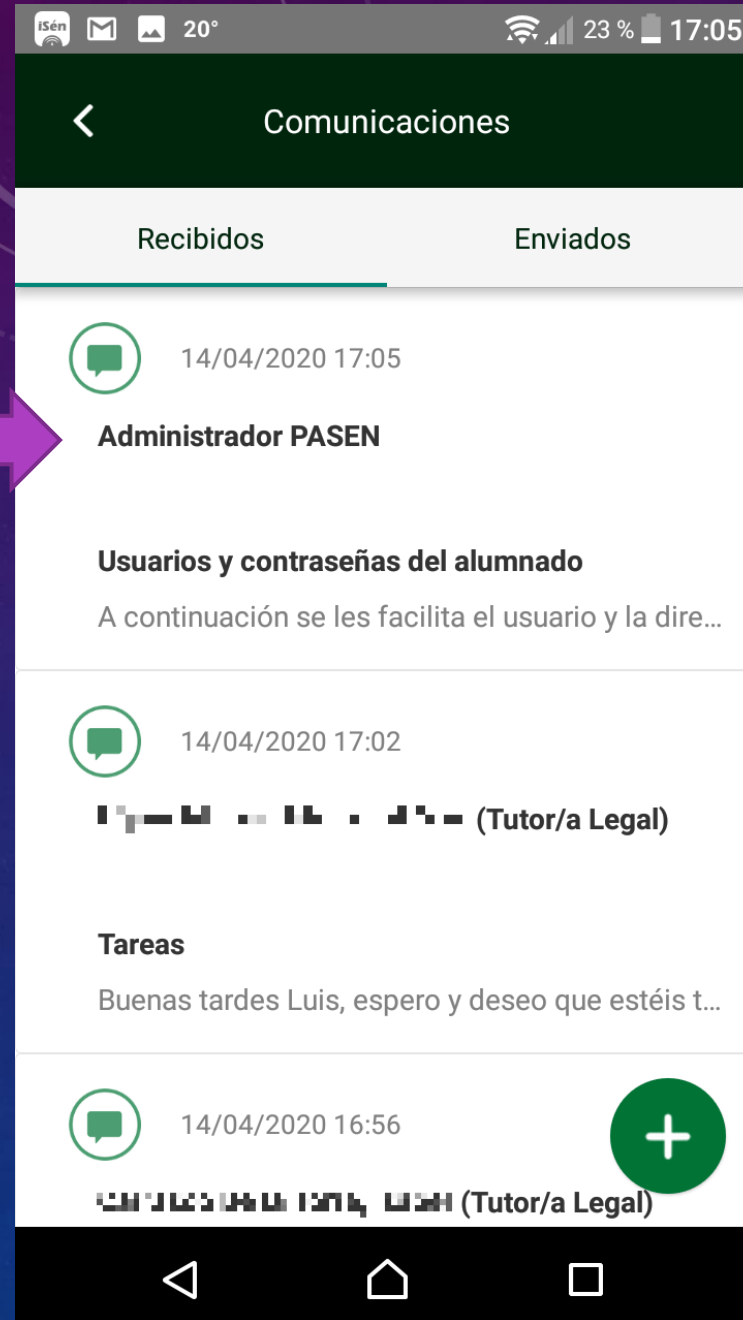 iSén 20° 23 % 17:05
Comunicaciones
Recibidos Enviados
14/04/2020 17:05
Administrador PASEN
Usuarios y contraseñas del alumnado
A continuación se les facilita el usuario y la dire...
14/04/2020 17:02
(Tutor/a Legal)
Tareas
Buenas tardes Luis, espero y deseo que estéis t...
14/04/2020 16:56
(Tutor/a Legal)